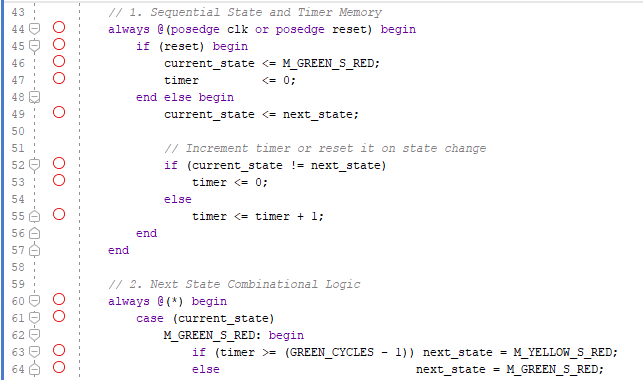 43 // 1. Sequential State and Timer Memory
44 always @(posedge clk or posedge reset) begin
45 if (reset) begin
46 current_state <= M_GREEN_S_RED;
47 timer <= 0;
48 end else begin
49 current_state <= next_state;
50
51 // Increment timer or reset it on state change
52 if (current_state != next_state)
53 timer <= 0;
54 else
55 timer <= timer + 1;
56 end
57 end
58
59 // 2. Next State Combinational Logic
60 always @(*) begin
61 case (current_state)
62 M_GREEN_S_RED: begin
63 if (timer >= (GREEN_CYCLES - 1)) next_state = M_YELLOW_S_RED;
64 else next_state = M_GREEN_S_RED;